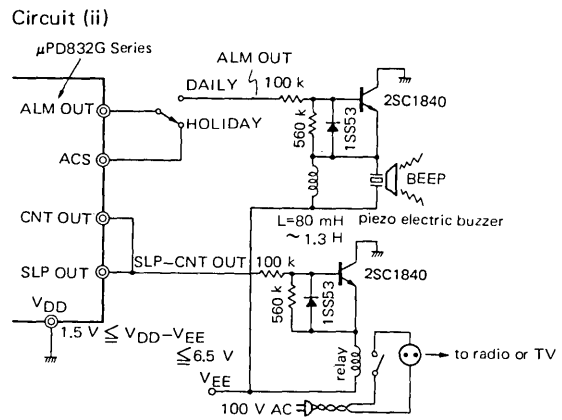 Circuit (ii)
μPD832G Series
ALM OUT
DAILY
100 k
ALM OUT
2SC1840
HOLIDAY
560 k
1SS53
ACS
BEEP
CNT OUT
L=80 mH
~ 1.3 H
piezo electric buzzer
SLP–CNT OUT
100 k
SLP OUT
2SC1840
560 k
1SS53
VDD
1.5 V ≦ VDD–VEE
≦6.5 V
relay
to radio or TV
VEE
100 V AC